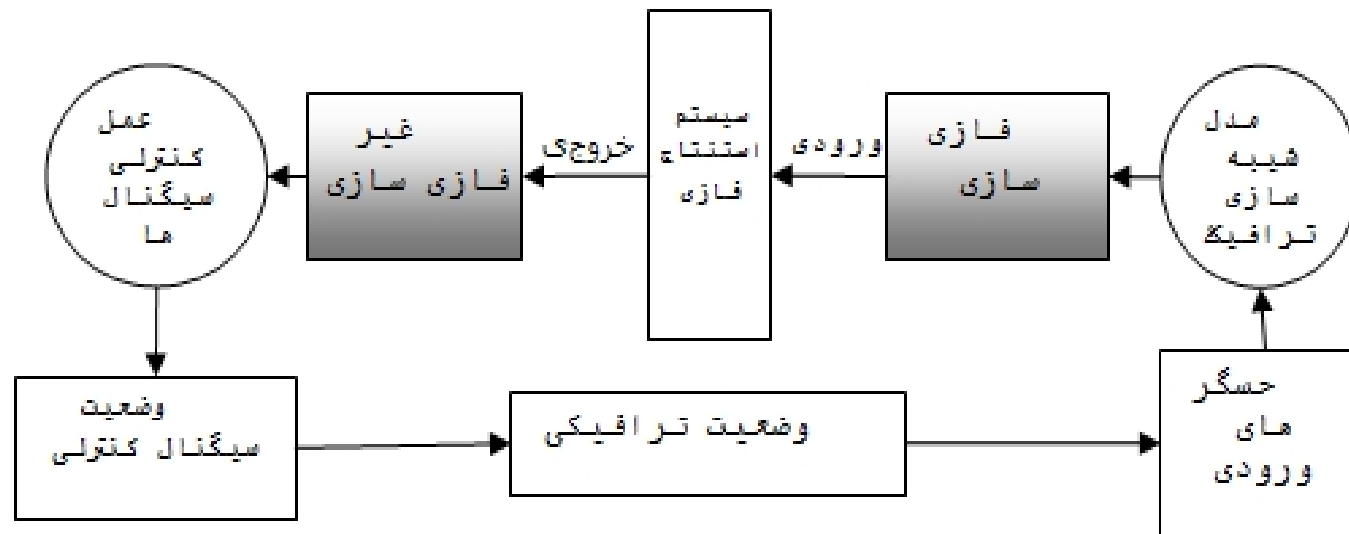 مدل
شیبه
سازی
ترافیک
فازی
سازی
ورودی
سیستم
استنتاج
فازی
خروجی
غیر
فازی سازی
عمل
کنترلی
سیگنال
ها
وضعیت
سیگنال کنترلی
وضعیت ترافیکی
حسگر
های
ورودی